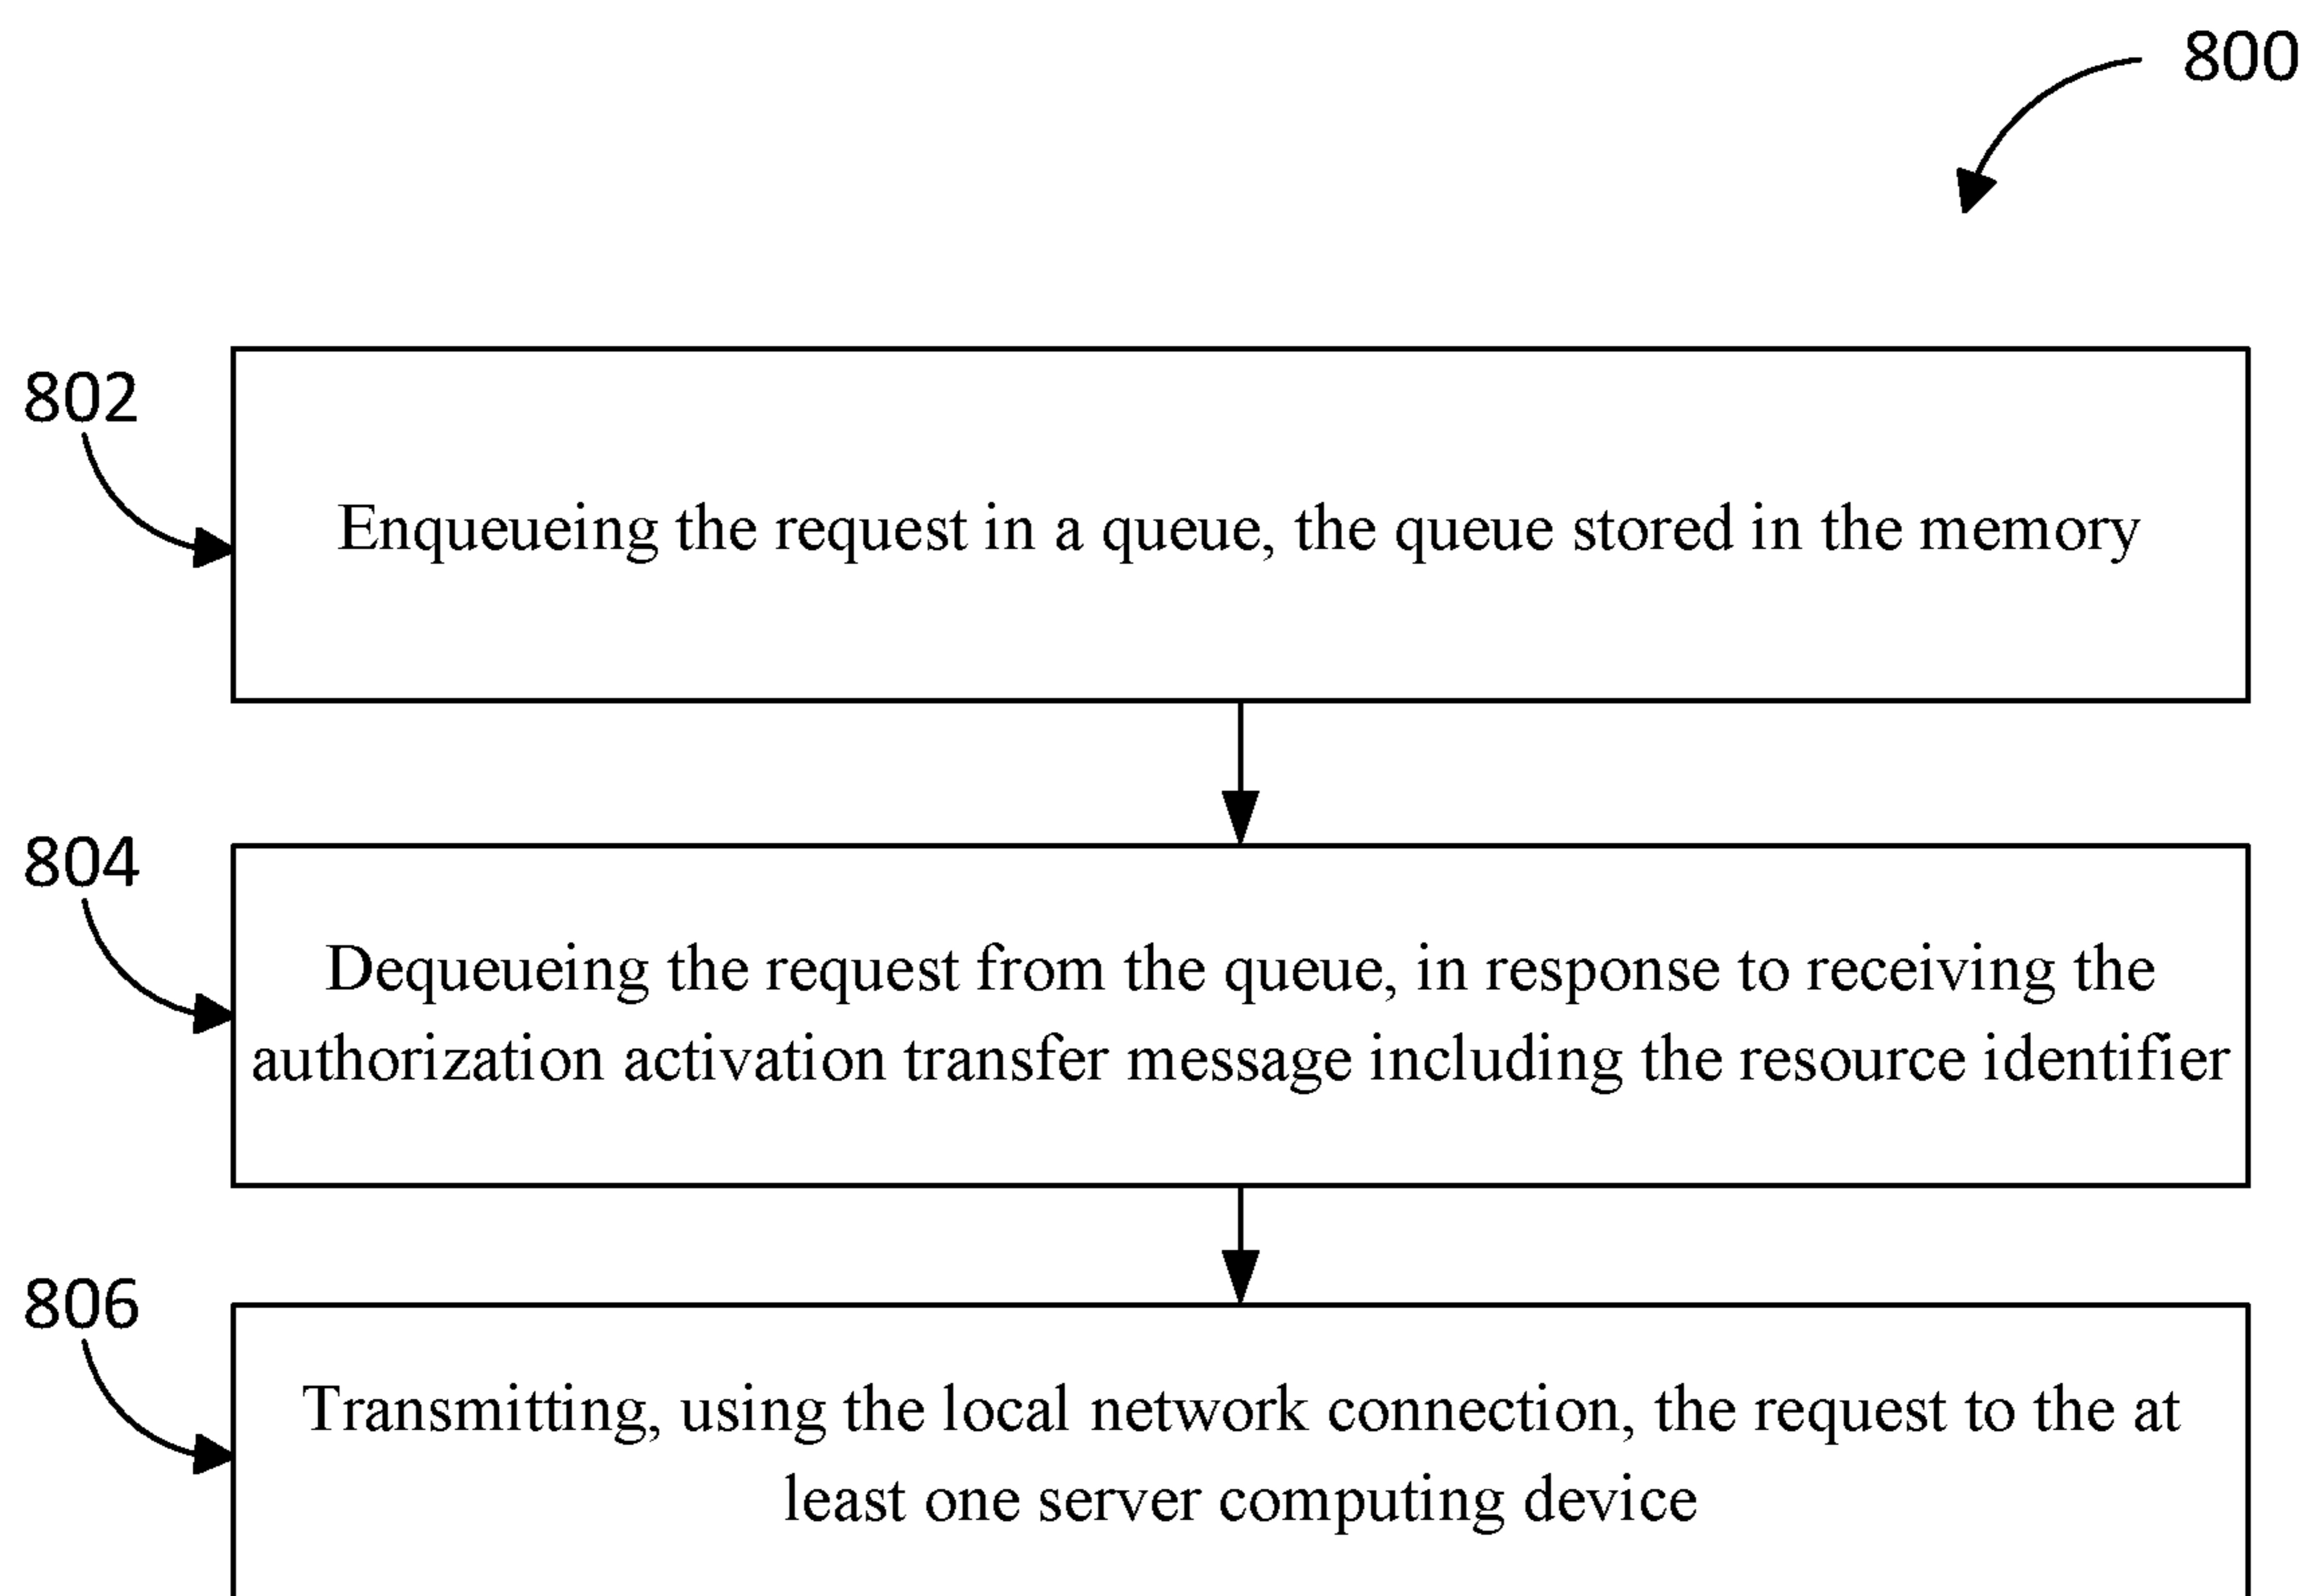 800
802
Enqueueing the request in a queue, the queue stored in the memory
804
Dequeueing the request from the queue, in response to receiving the
authorization activation transfer message including the resource identifier
806
Transmitting, using the local network connection, the request to the at
least one server computing device